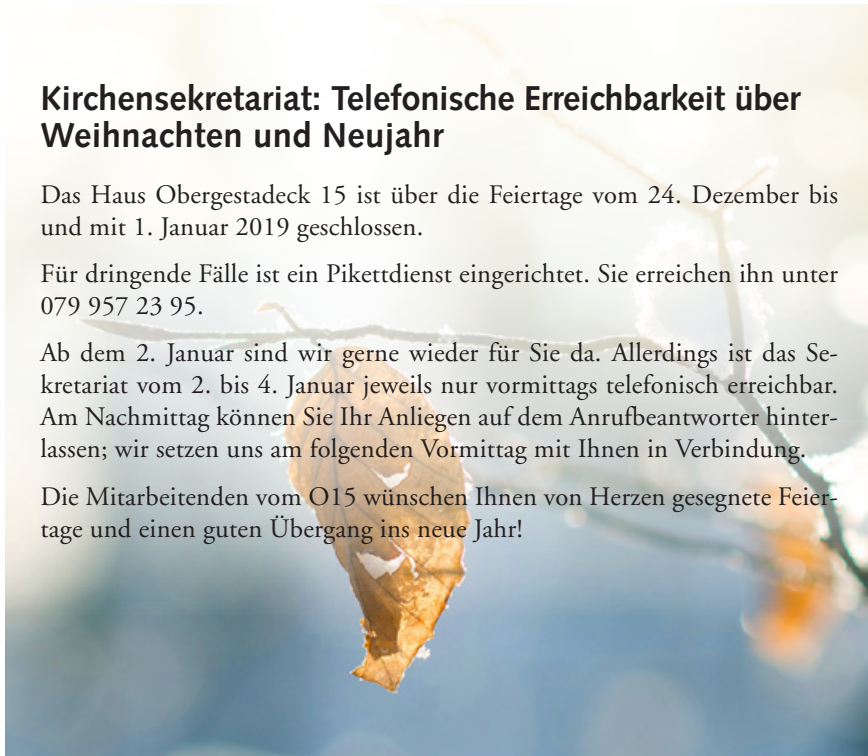 Kirchensekretariat: Telefonische Erreichbarkeit über
Weihnachten und Neujahr
Das Haus Obergestadeck 15 ist über die Feiertage vom 24. Dezember bis
und mit 1. Januar 2019 geschlossen.
Für dringende Fälle ist ein Pikettdienst eingerichtet. Sie erreichen ihn unter
079 957 23 95.
Ab dem 2. Januar sind wir gerne wieder für Sie da. Allerdings ist das Se-
kretariat vom 2. bis 4. Januar jeweils nur vormittags telefonisch erreichbar.
Am Nachmittag können Sie Ihr Anliegen auf dem Anrufbeantworter hinter-
lassen; wir setzen uns am folgenden Vormittag mit Ihnen in Verbindung.
Die Mitarbeitenden vom O15 wünschen Ihnen von Herzen gesegnete Feier-
tage und einen guten Übergang ins neue Jahr!